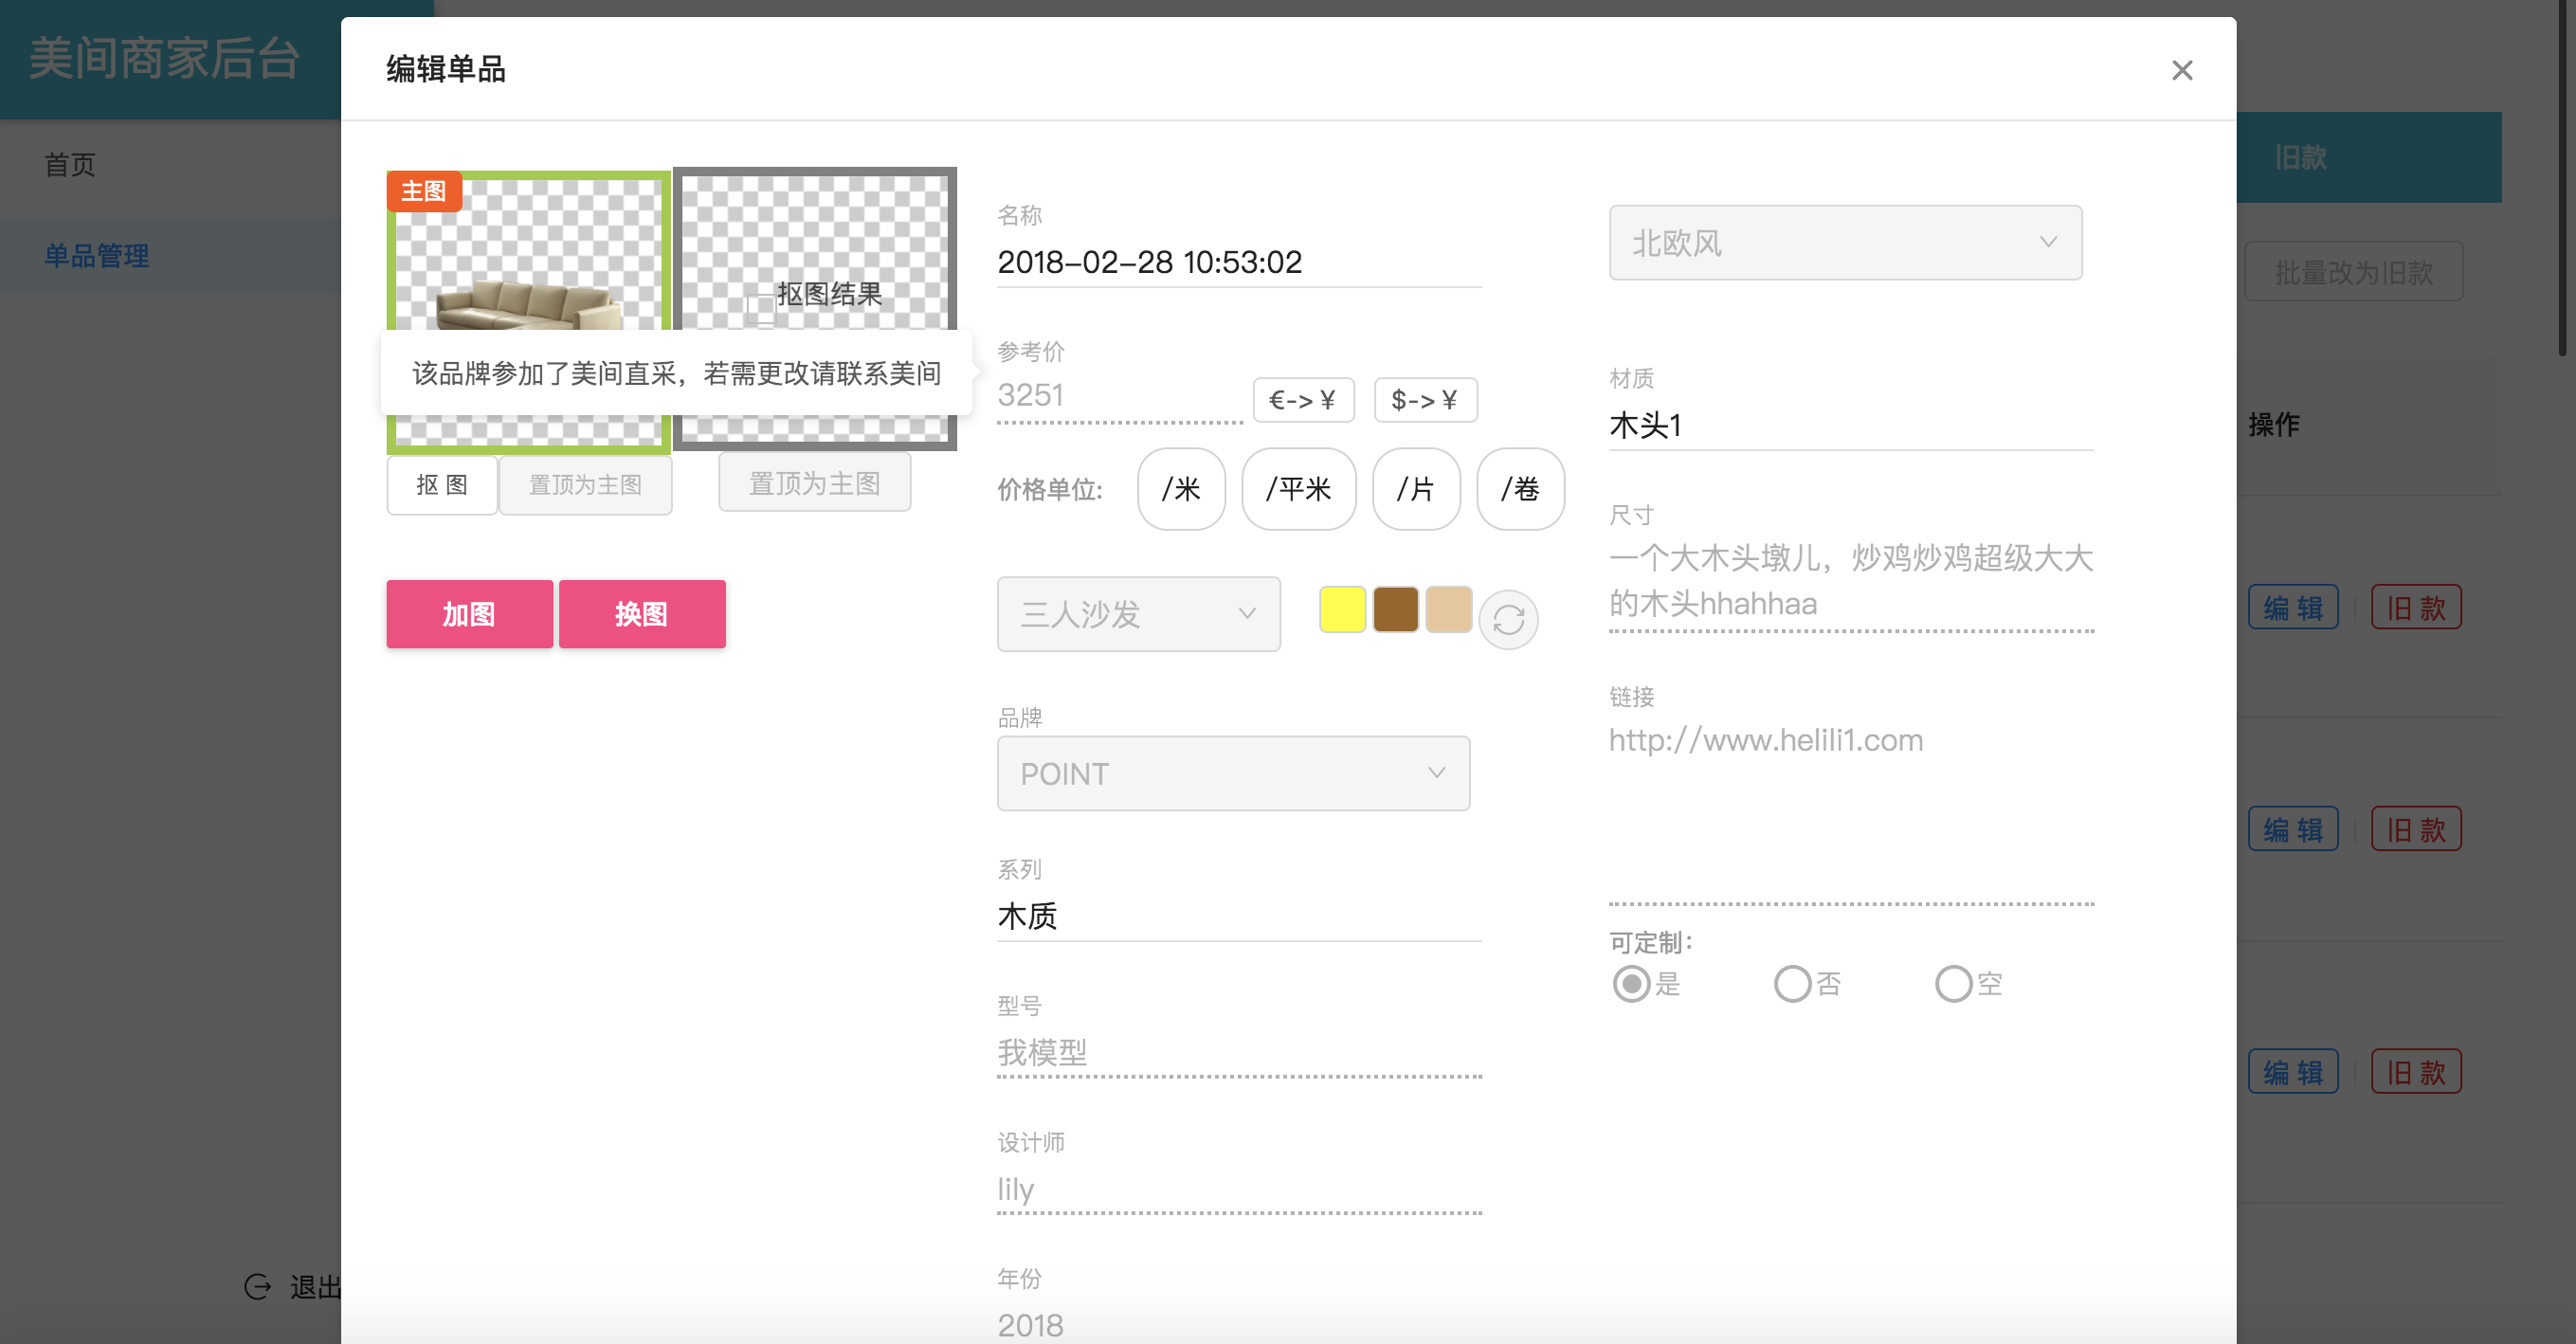 美间商家后台
首页
单品管理
退出
编辑单品
主图
抠图结果
该品牌参加了美间直采，若需更改请联系美间
抠 图
置顶为主图
置顶为主图
加图
换图
名称
2018-02-28 10:53:02
参考价
3251
€-> ¥
$-> ¥
价格单位:
/米
/平米
/片
/卷
三人沙发
品牌
POINT
系列
木质
型号
我模型
设计师
lily
年份
2018
北欧风
材质
木头1
尺寸
一个大木头墩儿，炒鸡炒鸡超级大大
的木头hhahhaa
链接
http://www.helili1.com
可定制：
是
否
空
旧款
批量改为旧款
操作
编 辑
旧 款
编 辑
旧 款
编 辑
旧 款